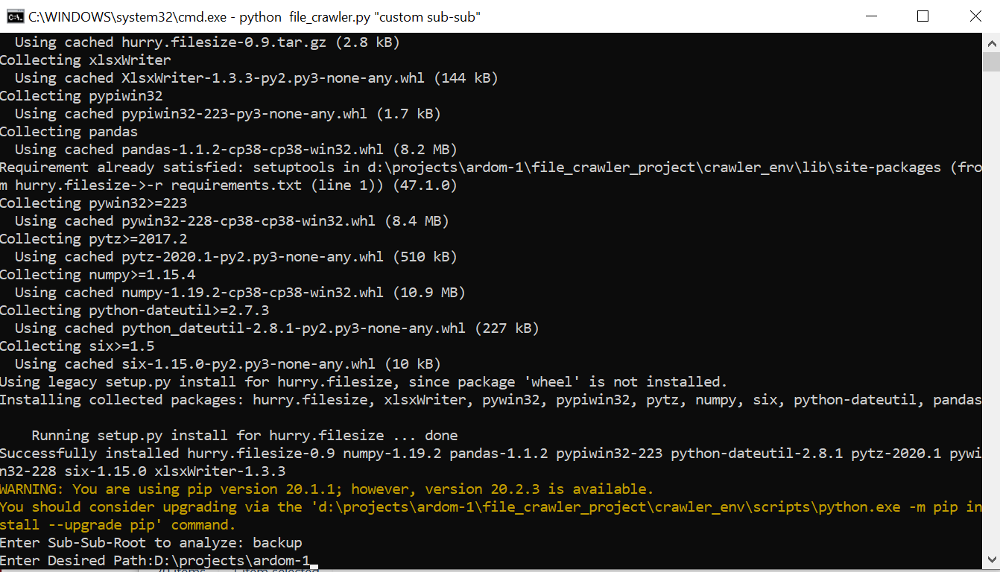 C:\WINDOWS\system32\cmd.exe - python  file_crawler.py "custom sub-sub"
  Using cached hurry.filesize-0.9.tar.gz (2.8 kB)
Collecting xlsxWriter
  Using cached XlsxWriter-1.3.3-py2.py3-none-any.whl (144 kB)
Collecting pypiwin32
  Using cached pypiwin32-223-py3-none-any.whl (1.7 kB)
Collecting pandas
  Using cached pandas-1.1.2-cp38-cp38-win32.whl (8.2 MB)
Requirement already satisfied: setuptools in d:\projects\ardom-1\file_crawler_project\crawler_env\lib\site-packages (fro
m hurry.filesize->-r requirements.txt (line 1)) (47.1.0)
Collecting pywin32>=223
  Using cached pywin32-228-cp38-cp38-win32.whl (8.4 MB)
Collecting pytz>=2017.2
  Using cached pytz-2020.1-py2.py3-none-any.whl (510 kB)
Collecting numpy>=1.15.4
  Using cached numpy-1.19.2-cp38-cp38-win32.whl (10.9 MB)
Collecting python-dateutil>=2.7.3
  Using cached python_dateutil-2.8.1-py2.py3-none-any.whl (227 kB)
Collecting six>=1.5
  Using cached six-1.15.0-py2.py3-none-any.whl (10 kB)
Using legacy setup.py install for hurry.filesize, since package 'wheel' is not installed.
Installing collected packages: hurry.filesize, xlsxWriter, pywin32, pypiwin32, pytz, numpy, six, python-dateutil, pandas
    Running setup.py install for hurry.filesize ... done
Successfully installed hurry.filesize-0.9 numpy-1.19.2 pandas-1.1.2 pypiwin32-223 python-dateutil-2.8.1 pytz-2020.1 pywi
n32-228 six-1.15.0 xlsxWriter-1.3.3
WARNING: You are using pip version 20.1.1; however, version 20.2.3 is available.
You should consider upgrading via the 'd:\projects\ardom-1\file_crawler_project\crawler_env\scripts\python.exe -m pip in
stall --upgrade pip' command.
Enter Sub-Sub-Root to analyze: backup
Enter Desired Path:D:\projects\ardom-1